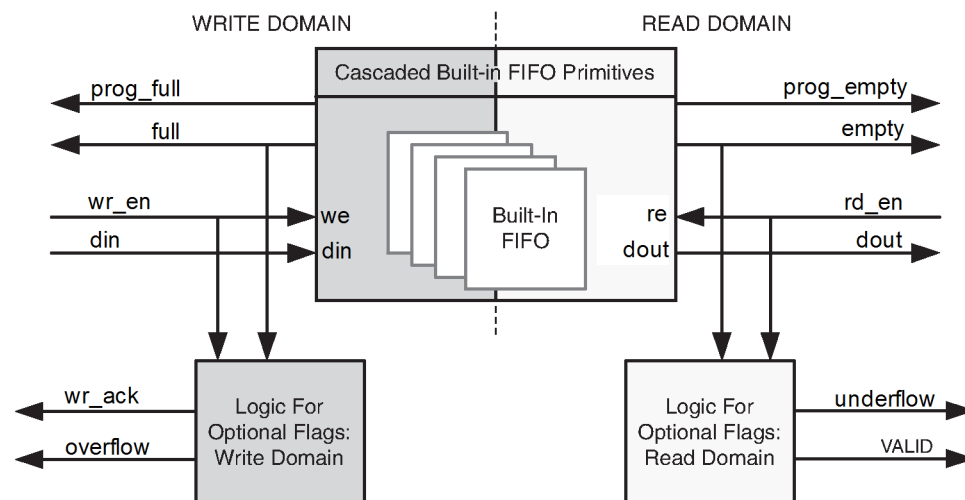 WRITE DOMAIN
READ DOMAIN
Cascaded Built-in FIFO Primitives
prog_full
prog_empty
full
empty
wr_en
we
Built-In
FIFO
re
rd_en
din
din
dout
dout
wr_ack
overflow
Logic For
Optional Flags:
Write Domain
Logic For
Optional Flags:
Read Domain
underflow
VALID